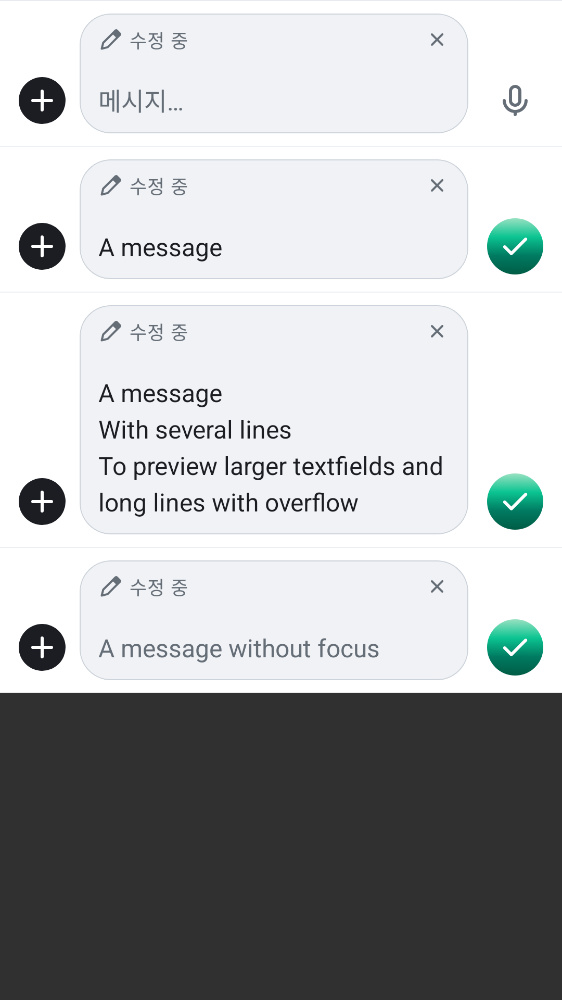 수정 중
메시지…
수정 중
A message
수정 중
A message
With several lines
To preview larger textfields and
long lines with overflow
수정 중
A message without focus